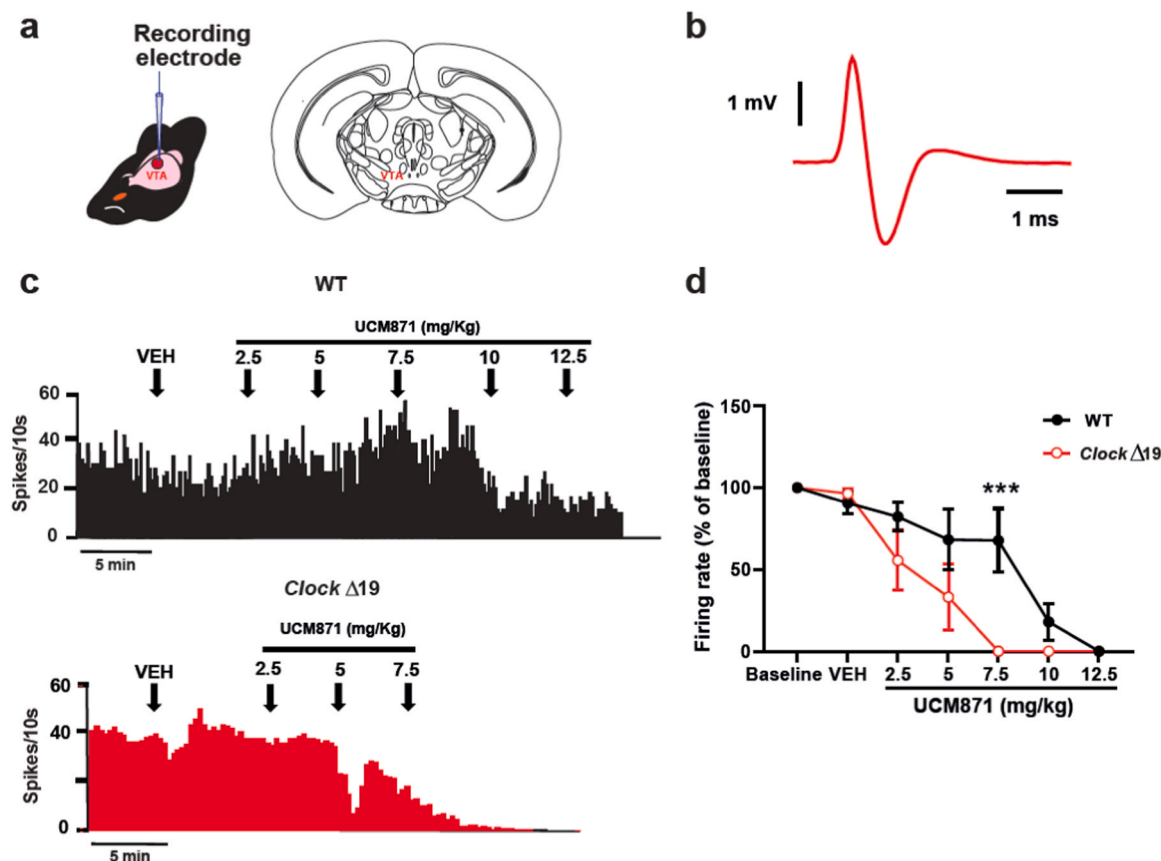 a
Recording
electrode
VTA
VTA
b
1 mV
1 ms
c
WT
UCM871 (mg/Kg)
VEH 2.5 5 7.5 10 12.5
60
40
20
0
Spikes/10s
5 min
Clock Δ19
UCM871 (mg/Kg)
VEH 2.5 5 7.5
60
40
0
Spikes/10s
5 min
d
150
100
50
0
Firing rate (% of baseline)
WT
Clock Δ19
***
Baseline VEH 2.5 5 7.5 10 12.5
UCM871 (mg/kg)